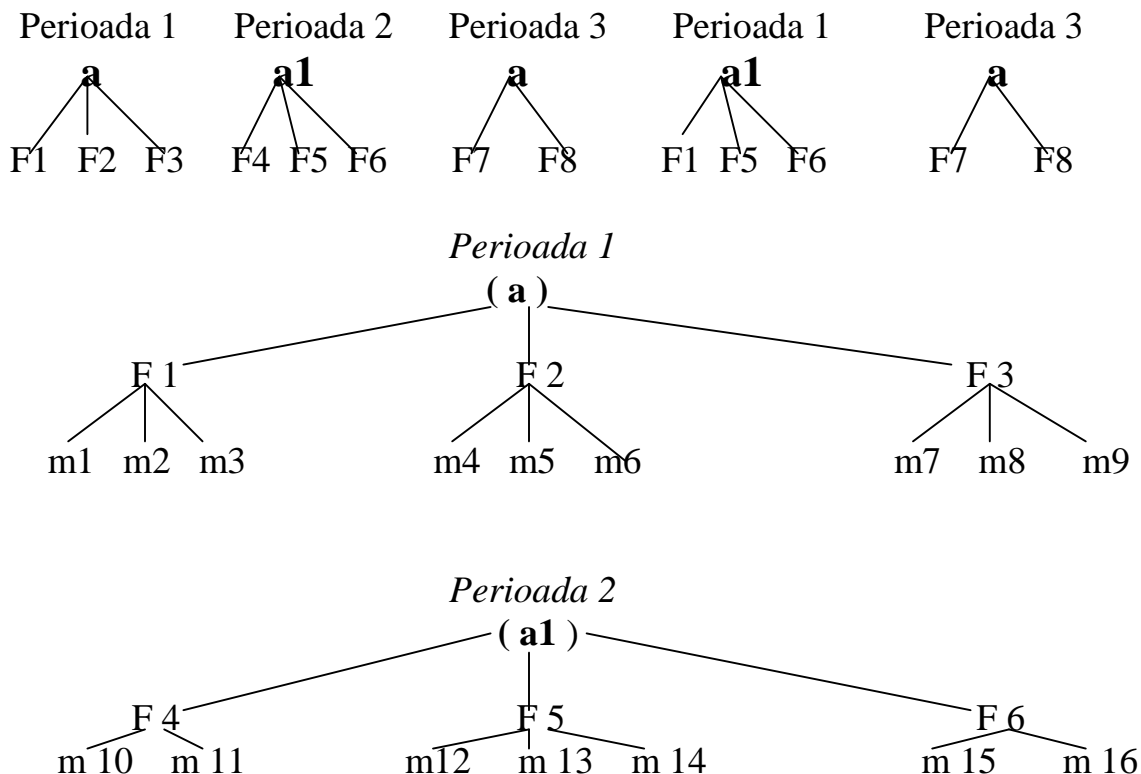 Perioada 1 Perioada 2 Perioada 3 Perioada 1 Perioada 3
a a1 a a1 a
F1 F2 F3 F4 F5 F6 F7 F8 F1 F5 F6 F7 F8
Perioada 1
( a )
F 1 F 2 F 3
m1 m2 m3 m4 m5 m6 m7 m8 m9
Perioada 2
( a1 )
F 4 F 5 F 6
m 10 m 11 m12 m 13 m 14 m 15 m 16